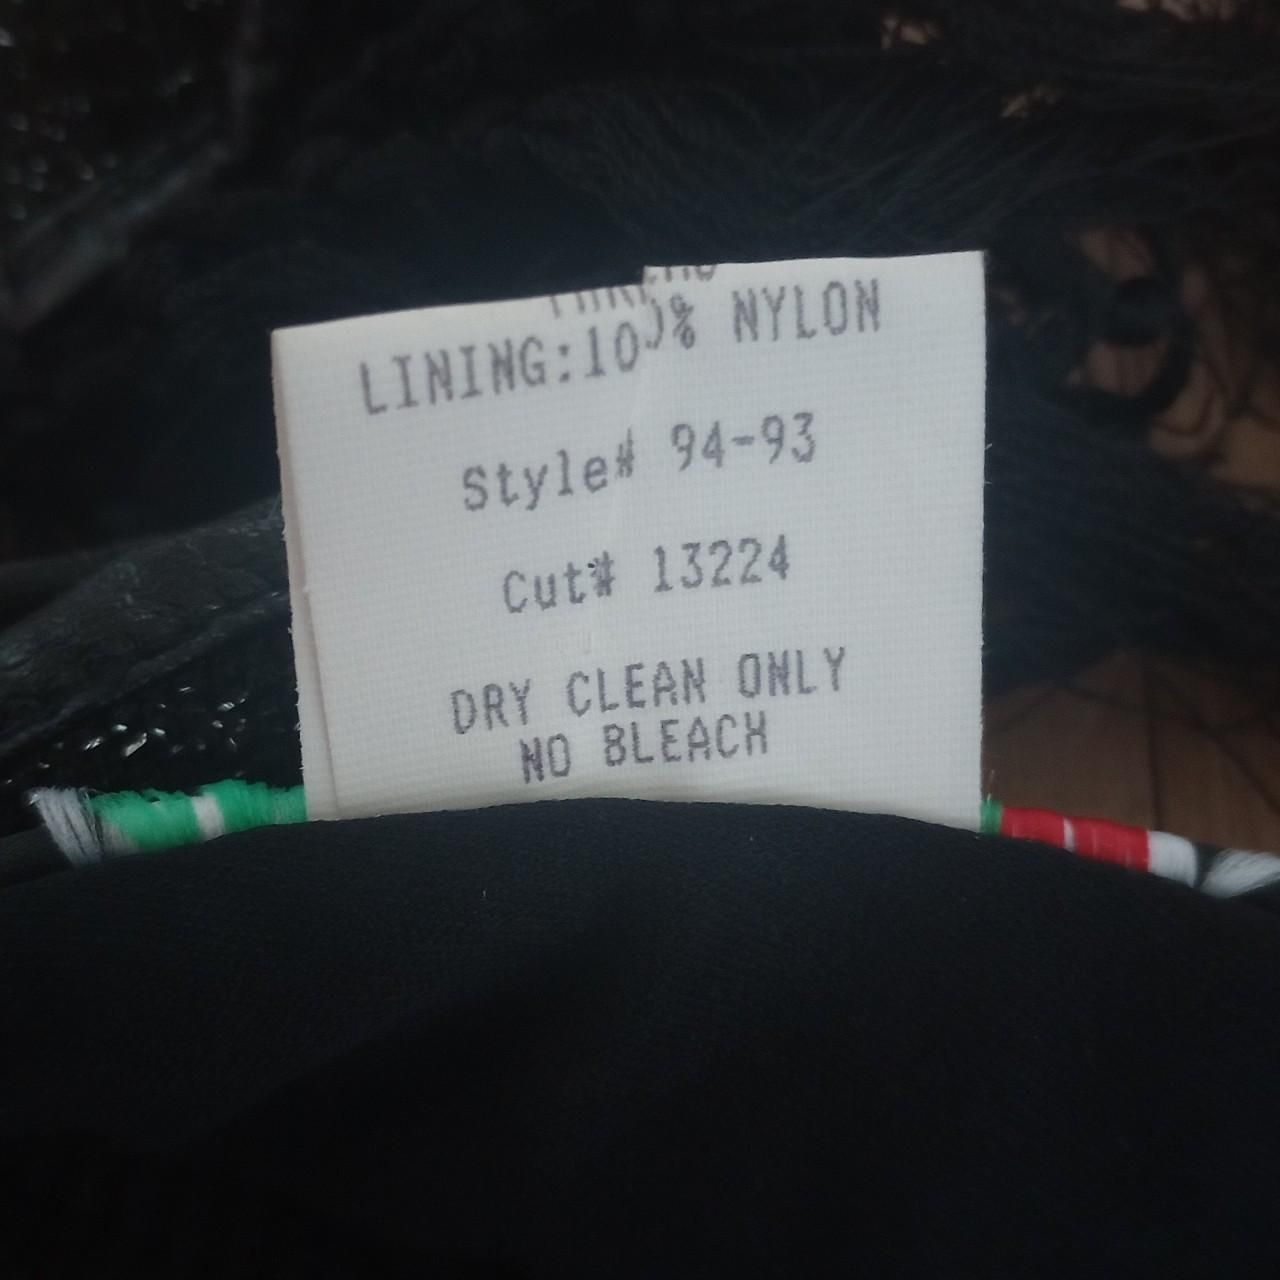 LINING:100% NYLON
Style# 94-93
Cut# 13224
DRY CLEAN ONLY
NO BLEACH